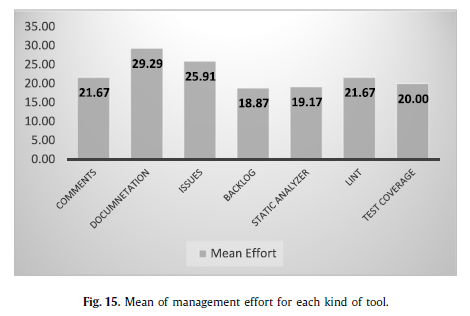 35.00
30.00
25.00
20.00
15.00
10.00
5.00
0.00
21.67
29.29
25.91
18.87
19.17
21.67
20.00
COMMENTS
DOCUMNETATION
ISSUES
BACKLOG
STATIC ANALYZER
LINT
TEST COVERAGE
Mean Effort
Fig. 15. Mean of management effort for each kind of tool.